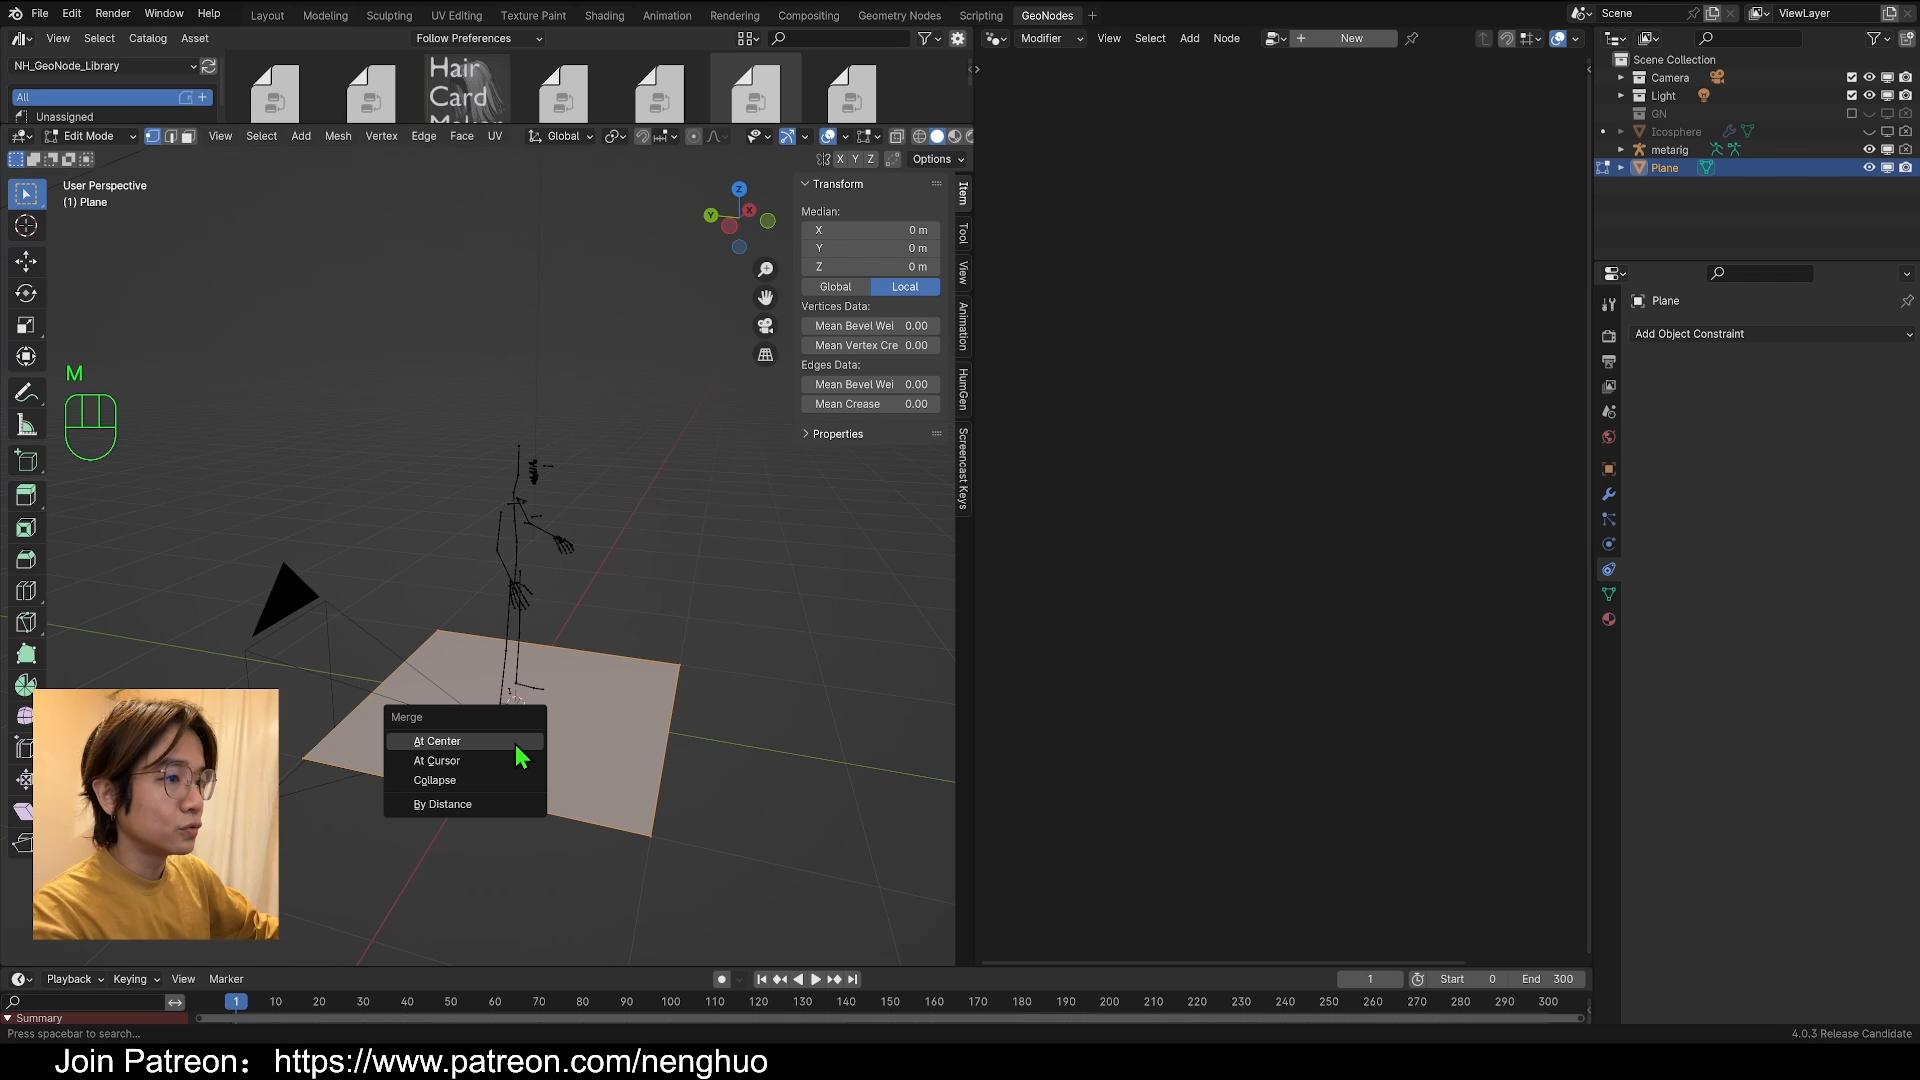 File Edit Render Window Help Layout Modeling Sculpting UV Editing Texture Paint Shading Animation Rendering Compositing Geometry Nodes Scripting GeoNodes + Scene ViewLayer
View Select Catalog Asset Follow Preferences Modifier View Select Add Node + New
NH_GeoNode_Library
All
Unassigned
Hair
Card
Edit Mode View Select Add Mesh Vertex Edge Face UV Global
X Y Z Options
User Perspective
(1) Plane
Z
X
Y
Transform
Median:
X 0 m
Y 0 m
Z 0 m
Global Local
Vertices Data:
Mean Bevel Wei 0.00
Mean Vertex Cre 0.00
Edges Data:
Mean Bevel Wei 0.00
Mean Crease 0.00
Properties
Item
Tool
View
Animation
HumGen
Screencast Keys
M
Merge
At Center
At Cursor
Collapse
By Distance
Scene Collection
Camera
Light
GN
Icosphere
metarig
Plane
Plane
Add Object Constraint
Playback Keying View Marker 1 Start 0 End 300
1 10 20 30 40 50 60 70 80 90 100 110 120 130 140 150 160 170 180 190 200 210 220 230 240 250 260 270 280 290 300
Summary
Press spacebar to search... 4.0.3 Release Candidate
Join Patreon： https://www.patreon.com/nenghuo